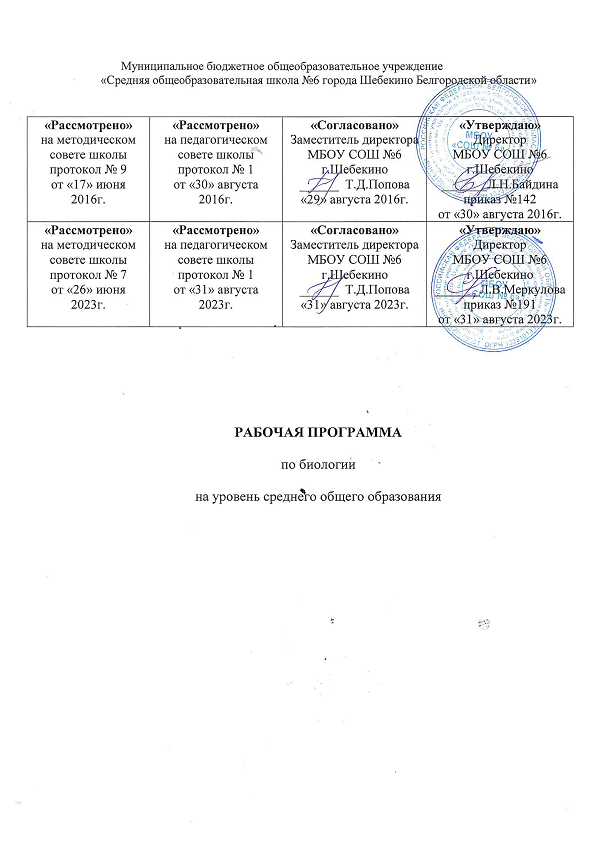 Муниципальное бюджетное общеобразовательное учреждение
«Средняя общеобразовательная школа №6 города Шебекино Белгородской области»
«Рассмотрено»
на методическом
совете школы
протокол № 9
от «17» июня
2016г.
«Рассмотрено»
на педагогическом
совете школы
протокол № 1
от «30» августа
2016г.
«Согласовано»
Заместитель директора
МБОУ СОШ №6
г.Шебекино
Т.Д.Попова
«29» августа 2016г.
«Утверждаю»
Директор
МБОУ СОШ №6
г.Шебекино
Л.Н.Байдина
приказ №142
от «30» августа 2016г.
«Рассмотрено»
на методическом
совете школы
протокол № 7
от «26» июня
2023г.
«Рассмотрено»
на педагогическом
совете школы
протокол № 1
от «31» августа
2023г.
«Согласовано»
Заместитель директора
МБОУ СОШ №6
г.Шебекино
Т.Д.Попова
«31» августа 2023г.
«Утверждаю»
Директор
МБОУ СОШ №6
г.Шебекино
Л.В.Меркулова
приказ №191
от «31» августа 2023г.
РАБОЧАЯ ПРОГРАММА
по биологии
на уровень среднего общего образования